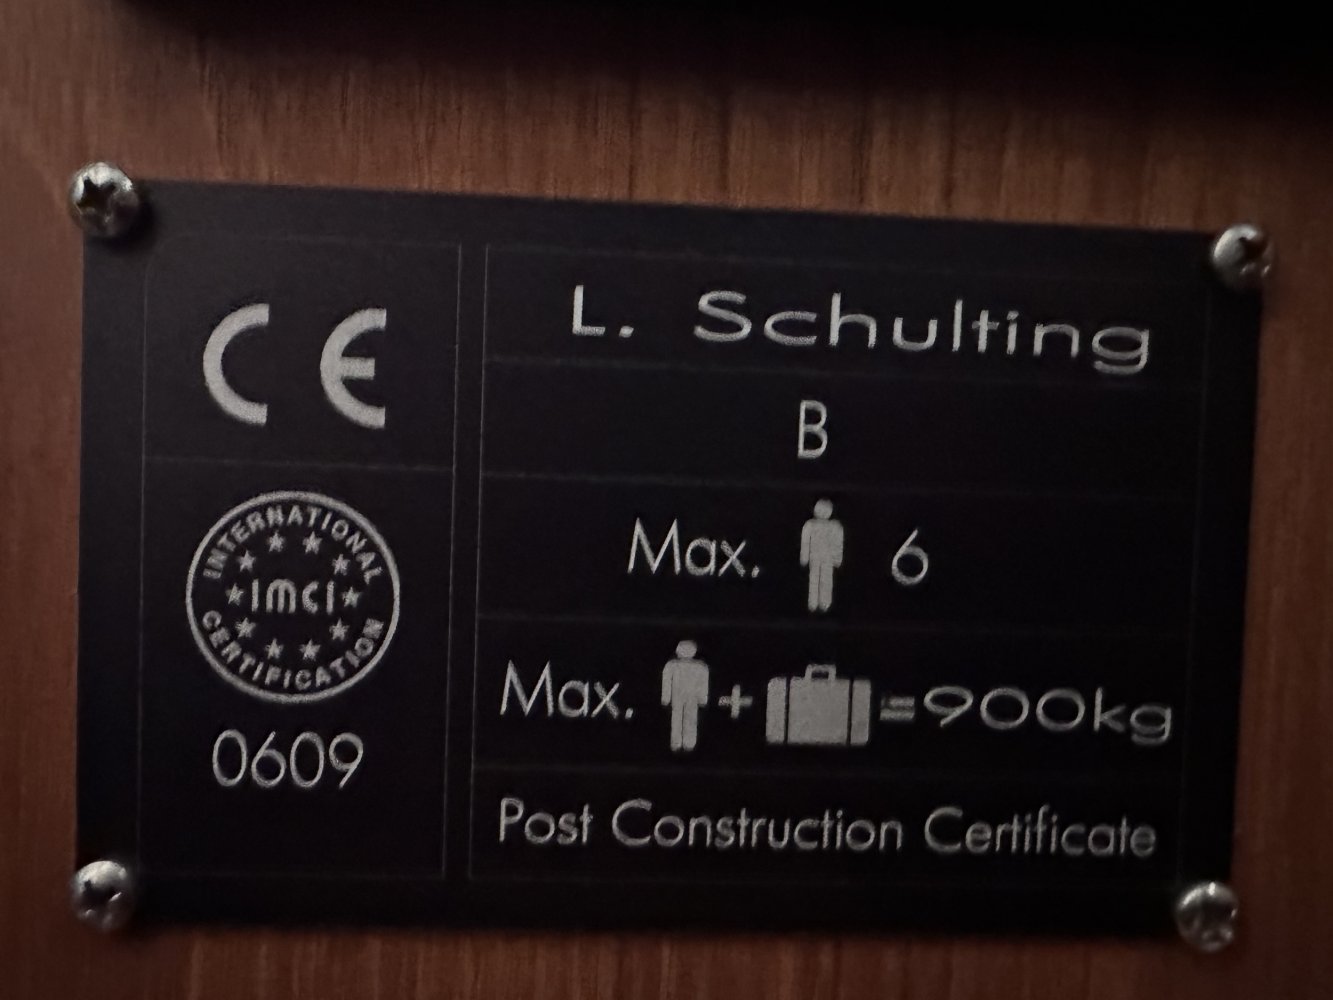 CE
INTERNATIONAL
IMCI
CERTIFICATION
0609
L. Schulting
B
Max. 6
Max. + =900kg
Post Construction Certificate